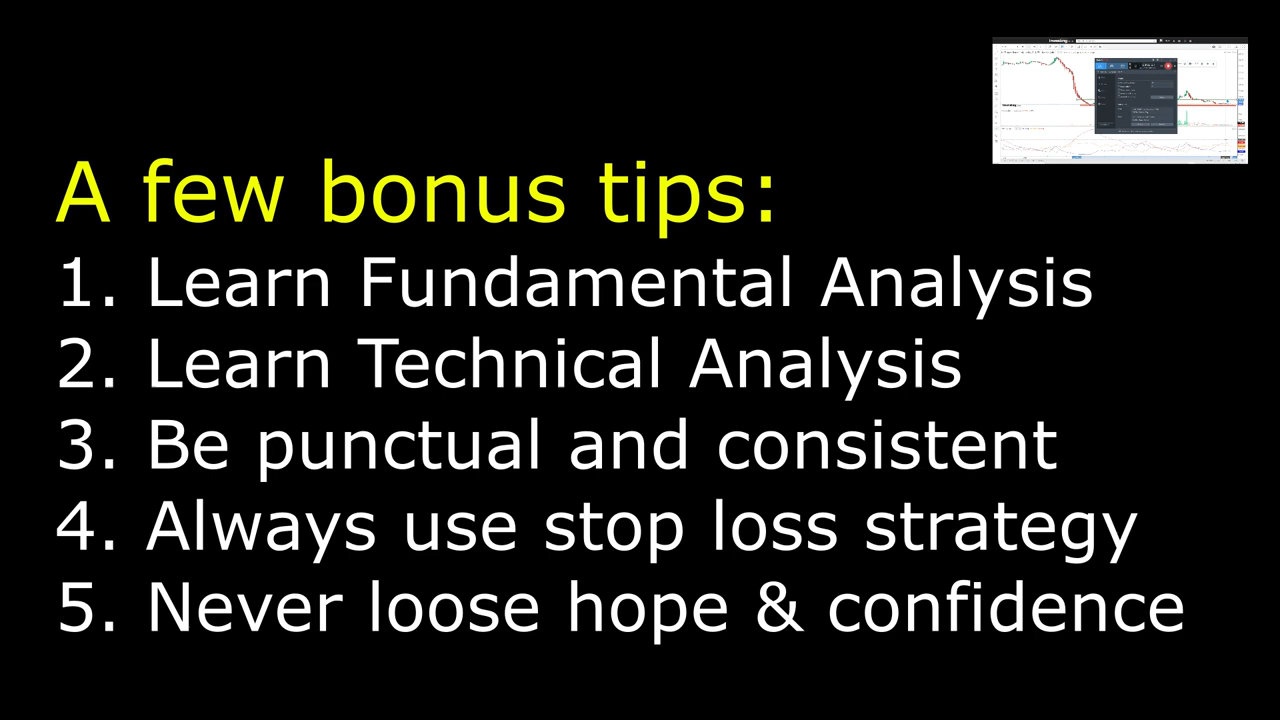 A few bonus tips:
1. Learn Fundamental Analysis
2. Learn Technical Analysis
3. Be punctual and consistent
4. Always use stop loss strategy
5. Never loose hope & confidence